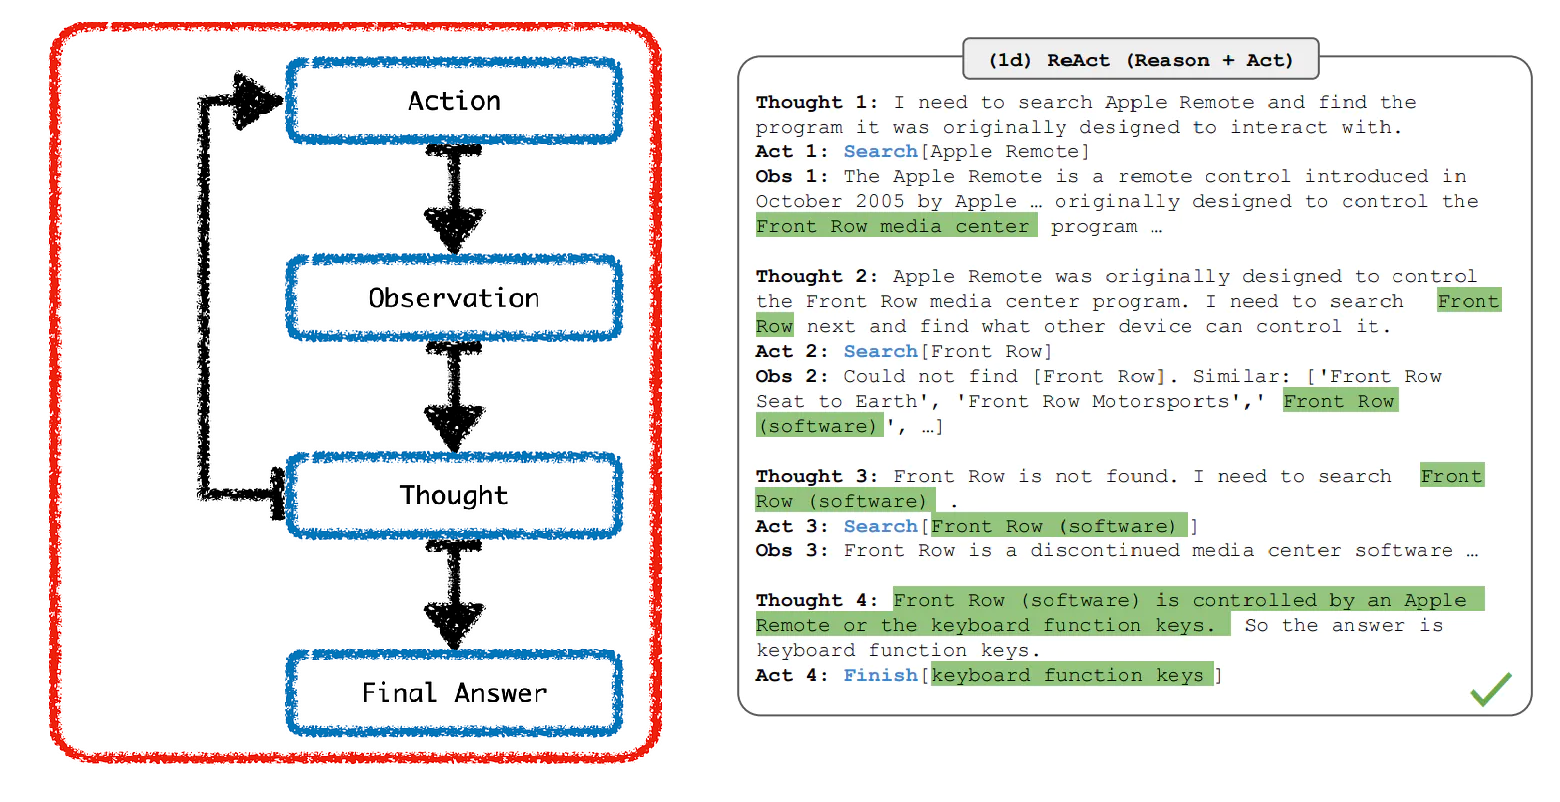 Action
Observation
Thought
Final Answer
(1d) ReAct (Reason + Act)
Thought 1: I need to search Apple Remote and find the
program it was originally designed to interact with.
Act 1: Search[Apple Remote]
Obs 1: The Apple Remote is a remote control introduced in
October 2005 by Apple … originally designed to control the
Front Row media center program …
Thought 2: Apple Remote was originally designed to control
the Front Row media center program. I need to search Front
Row next and find what other device can control it.
Act 2: Search[Front Row]
Obs 2: Could not find [Front Row]. Similar: ['Front Row
Seat to Earth', 'Front Row Motorsports',' Front Row
(software)', …]
Thought 3: Front Row is not found. I need to search Front
Row (software) .
Act 3: Search[Front Row (software) ]
Obs 3: Front Row is a discontinued media center software …
Thought 4: Front Row (software) is controlled by an Apple
Remote or the keyboard function keys. So the answer is
keyboard function keys.
Act 4: Finish[keyboard function keys ]